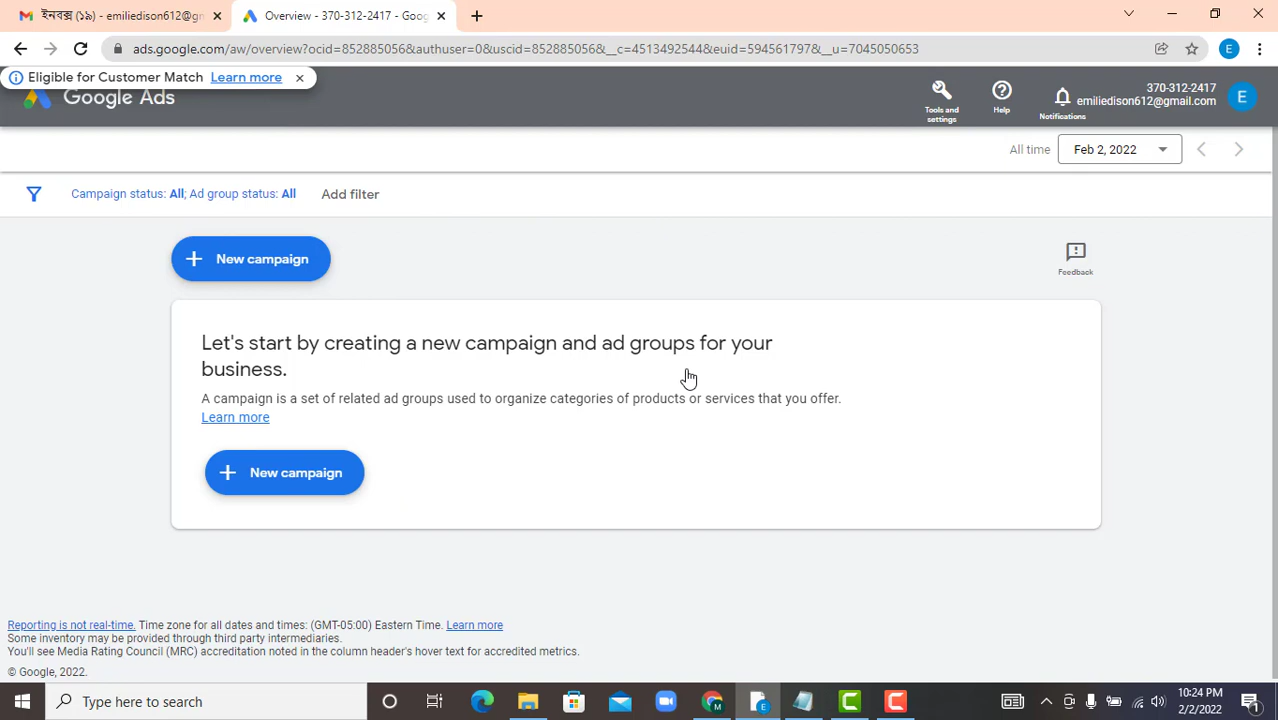 ইনবক্স (১৯) - emiliedison612@gm
Overview - 370-312-2417 - Goog
ads.google.com/aw/overview?ocid=852885056&authuser=0&uscid=852885056&__c=4513492544&euid=594561797&__u=7045050653
E
Eligible for Customer Match Learn more
Google Ads
Tools and
settings
Help
Notifications
370-312-2417
emiliedison612@gmail.com
E
All time
Feb 2, 2022
Campaign status: All; Ad group status: All
Add filter
New campaign
Feedback
Let's start by creating a new campaign and ad groups for your
business.
A campaign is a set of related ad groups used to organize categories of products or services that you offer.
Learn more
New campaign
Reporting is not real-time. Time zone for all dates and times: (GMT-05:00) Eastern Time. Learn more
Some inventory may be provided through third party intermediaries.
You'll see Media Rating Council (MRC) accreditation noted in the column header's hover text for accredited metrics.
© Google, 2022.
Type here to search
10:24 PM
2/2/2022